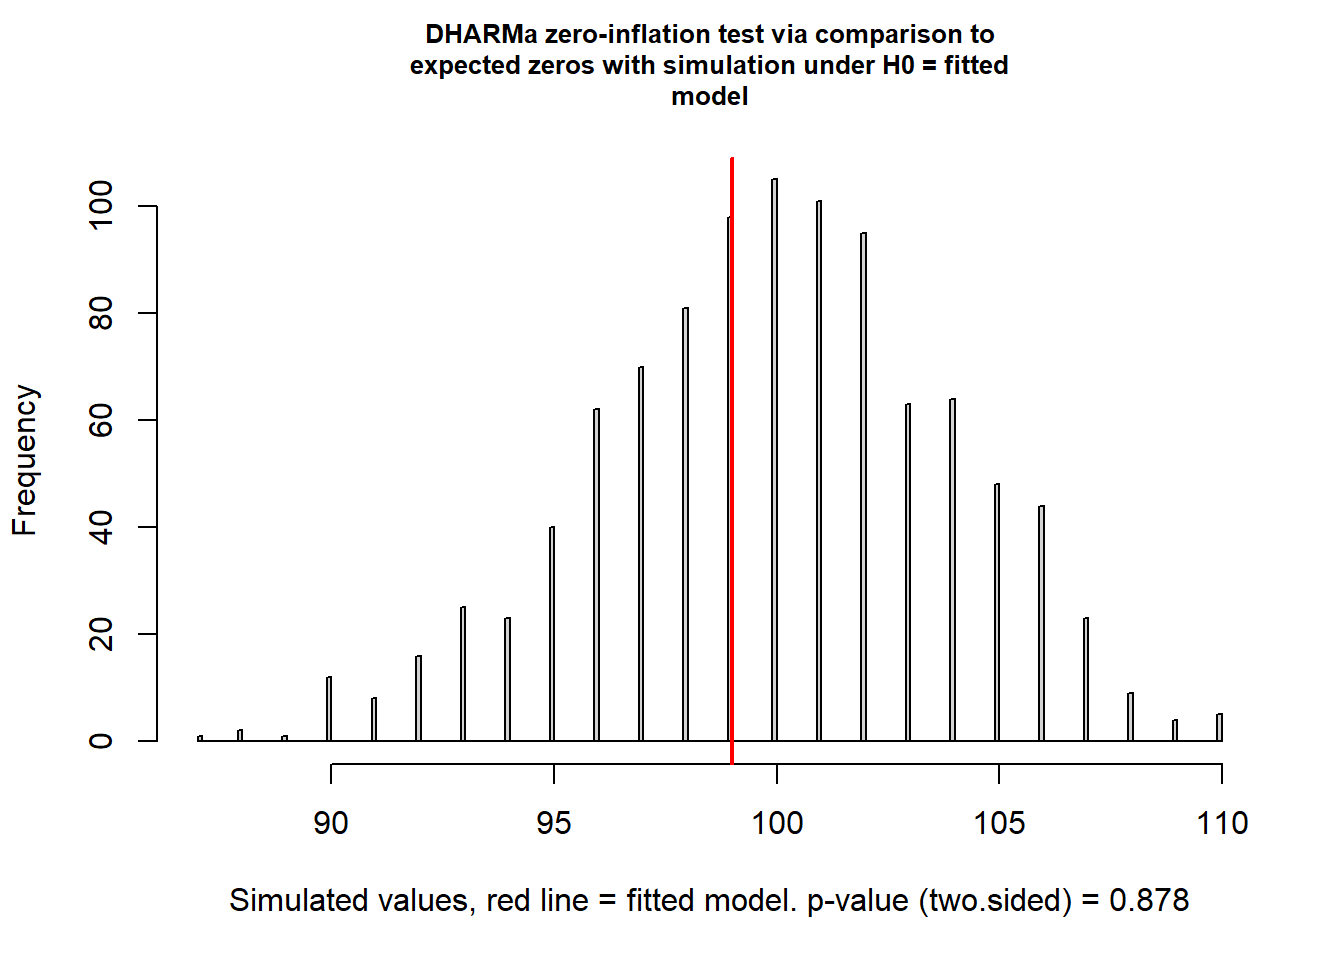 DHARMa zero-inflation test via comparison to
expected zeros with simulation under H0 = fitted
model
Frequency
100
80
60
40
20
0
90 95 100 105 110
Simulated values, red line = fitted model. p-value (two.sided) = 0.878